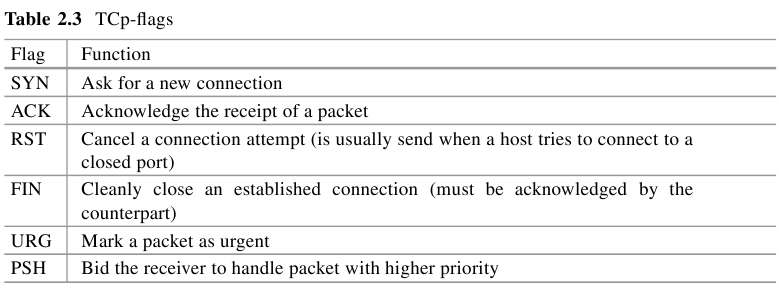 Table 2.3 TCp-flags
Flag Function
SYN Ask for a new connection
ACK Acknowledge the receipt of a packet
RST Cancel a connection attempt (is usually send when a host tries to connect to a
closed port)
FIN Cleanly close an established connection (must be acknowledged by the
counterpart)
URG Mark a packet as urgent
PSH Bid the receiver to handle packet with higher priority